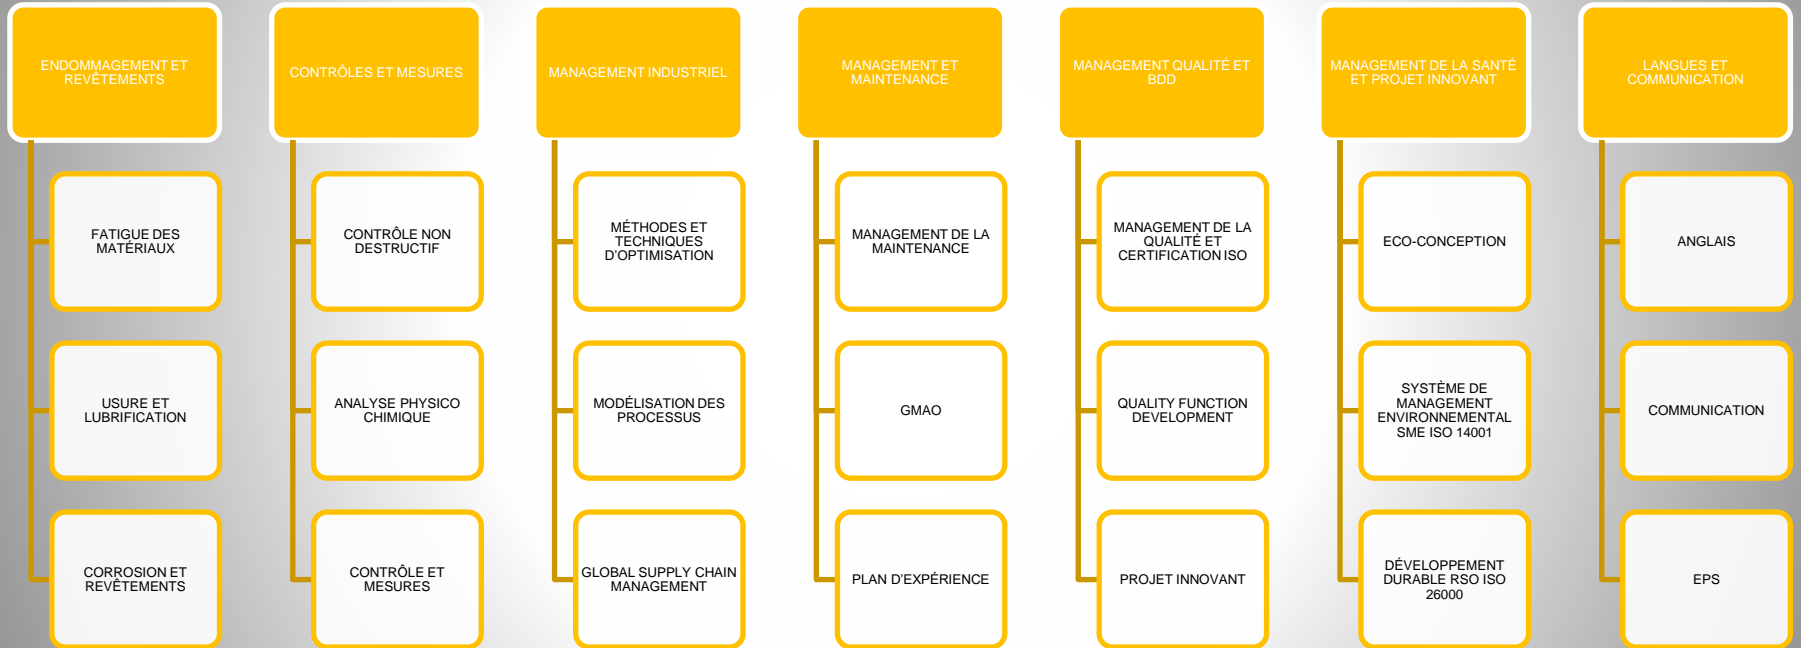 ENDOMMAGEMENT ET
REVÊTEMENTS
FATIGUE DES
MATÉRIAUX
USURE ET
LUBRIFICATION
CORROSION ET
REVÊTEMENTS
CONTRÔLES ET MESURES
CONTRÔLE NON
DESTRUCTIF
ANALYSE PHYSICO
CHIMIQUE
CONTRÔLE ET
MESURES
MANAGEMENT INDUSTRIEL
MÉTHODES ET
TECHNIQUES
D'OPTIMISATION
MODÉLISATION DES
PROCESSUS
GLOBAL SUPPLY CHAIN
MANAGEMENT
MANAGEMENT ET
MAINTENANCE
MANAGEMENT DE LA
MAINTENANCE
GMAO
PLAN D'EXPÉRIENCE
MANAGEMENT QUALITÉ ET
BDD
MANAGEMENT DE LA
QUALITÉ ET
CERTIFICATION ISO
QUALITY FUNCTION
DEVELOPMENT
PROJET INNOVANT
MANAGEMENT DE LA SANTÉ
ET PROJET INNOVANT
ECO-CONCEPTION
SYSTÈME DE
MANAGEMENT
ENVIRONNEMENTAL
SME ISO 14001
DÉVELOPPEMENT
DURABLE RSO ISO
26000
LANGUES ET
COMMUNICATION
ANGLAIS
COMMUNICATION
EPS